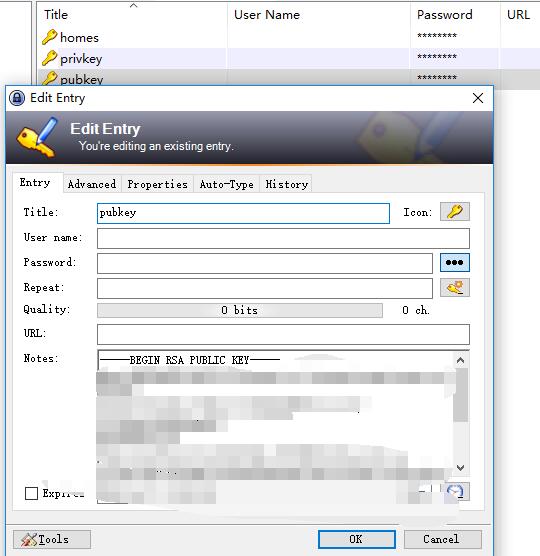 Title User Name Password URL
homes ********
privkey ********
pubkey ********
Edit Entry
Edit Entry
You're editing an existing entry.
Entry Advanced Properties Auto-Type History
Title: pubkey Icon:
User name:
Password:
Repeat:
Quality: 0 bits 0 ch.
URL:
Notes: -----BEGIN RSA PUBLIC KEY-----
Expires
Tools OK Cancel